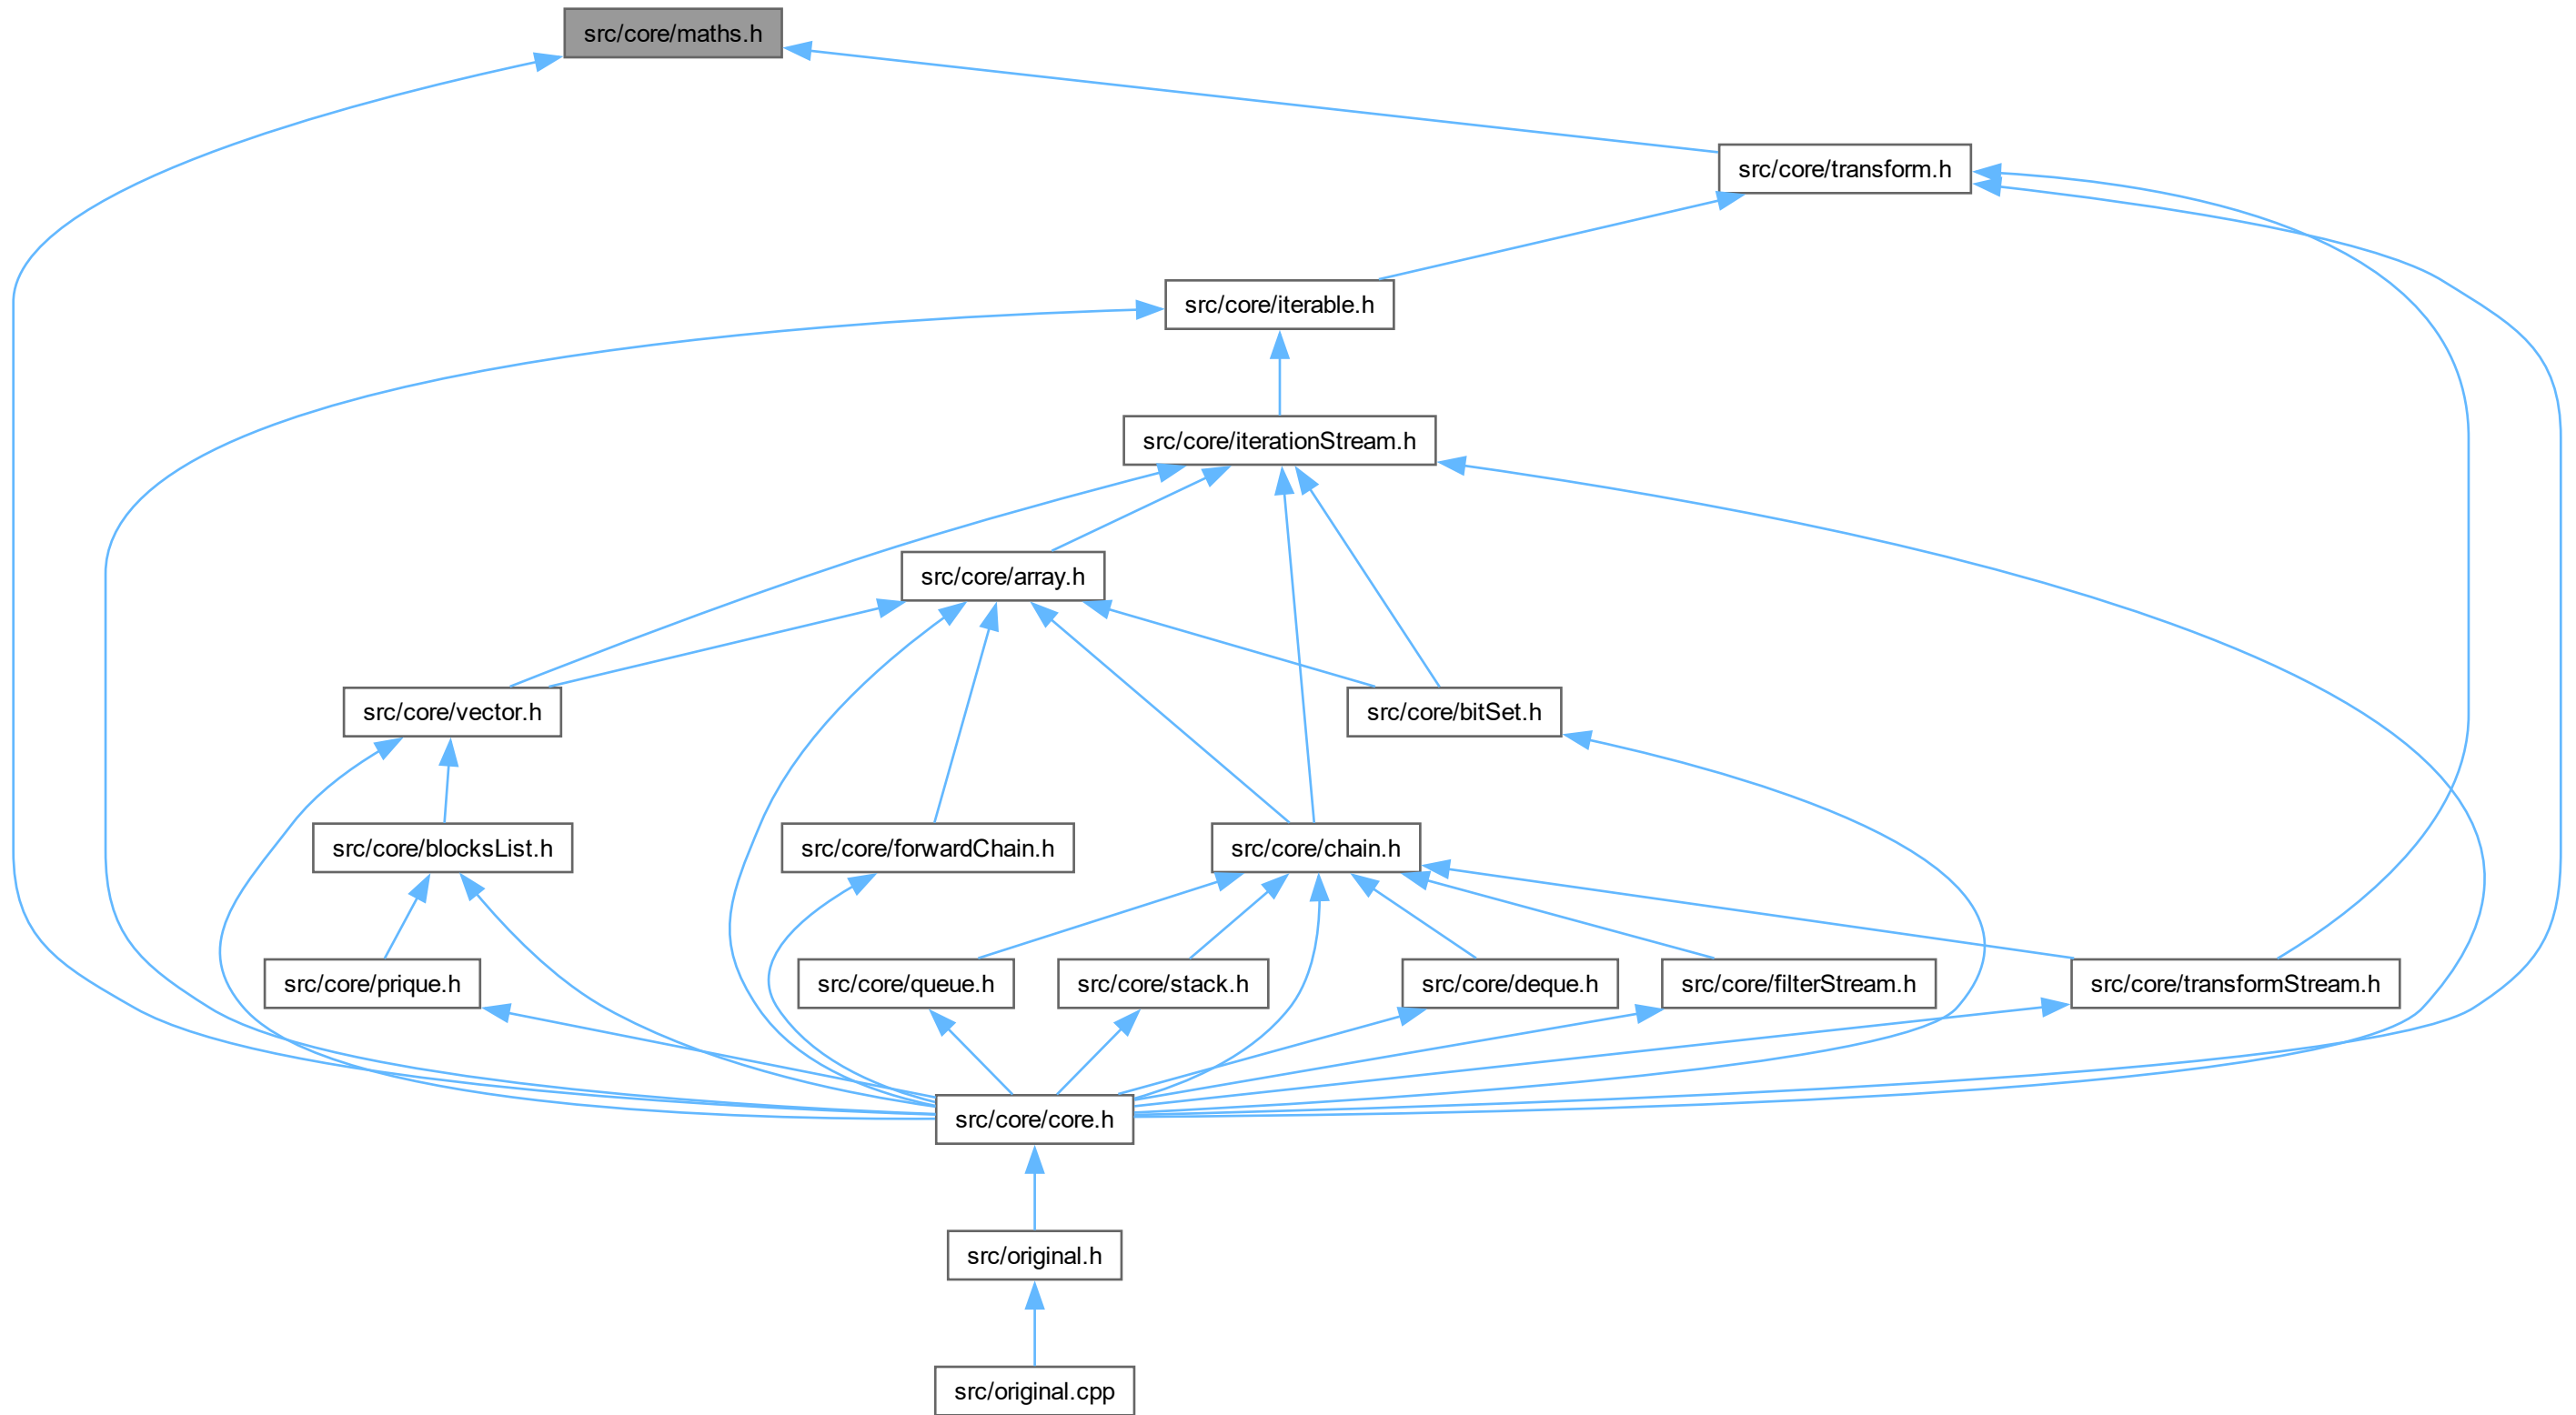 src/core/maths.h
src/core/transform.h
src/core/iterable.h
src/core/iterationStream.h
src/core/array.h
src/core/vector.h
src/core/bitSet.h
src/core/blocksList.h
src/core/forwardChain.h
src/core/chain.h
src/core/prique.h
src/core/queue.h
src/core/stack.h
src/core/deque.h
src/core/filterStream.h
src/core/transformStream.h
src/core/core.h
src/original.h
src/original.cpp